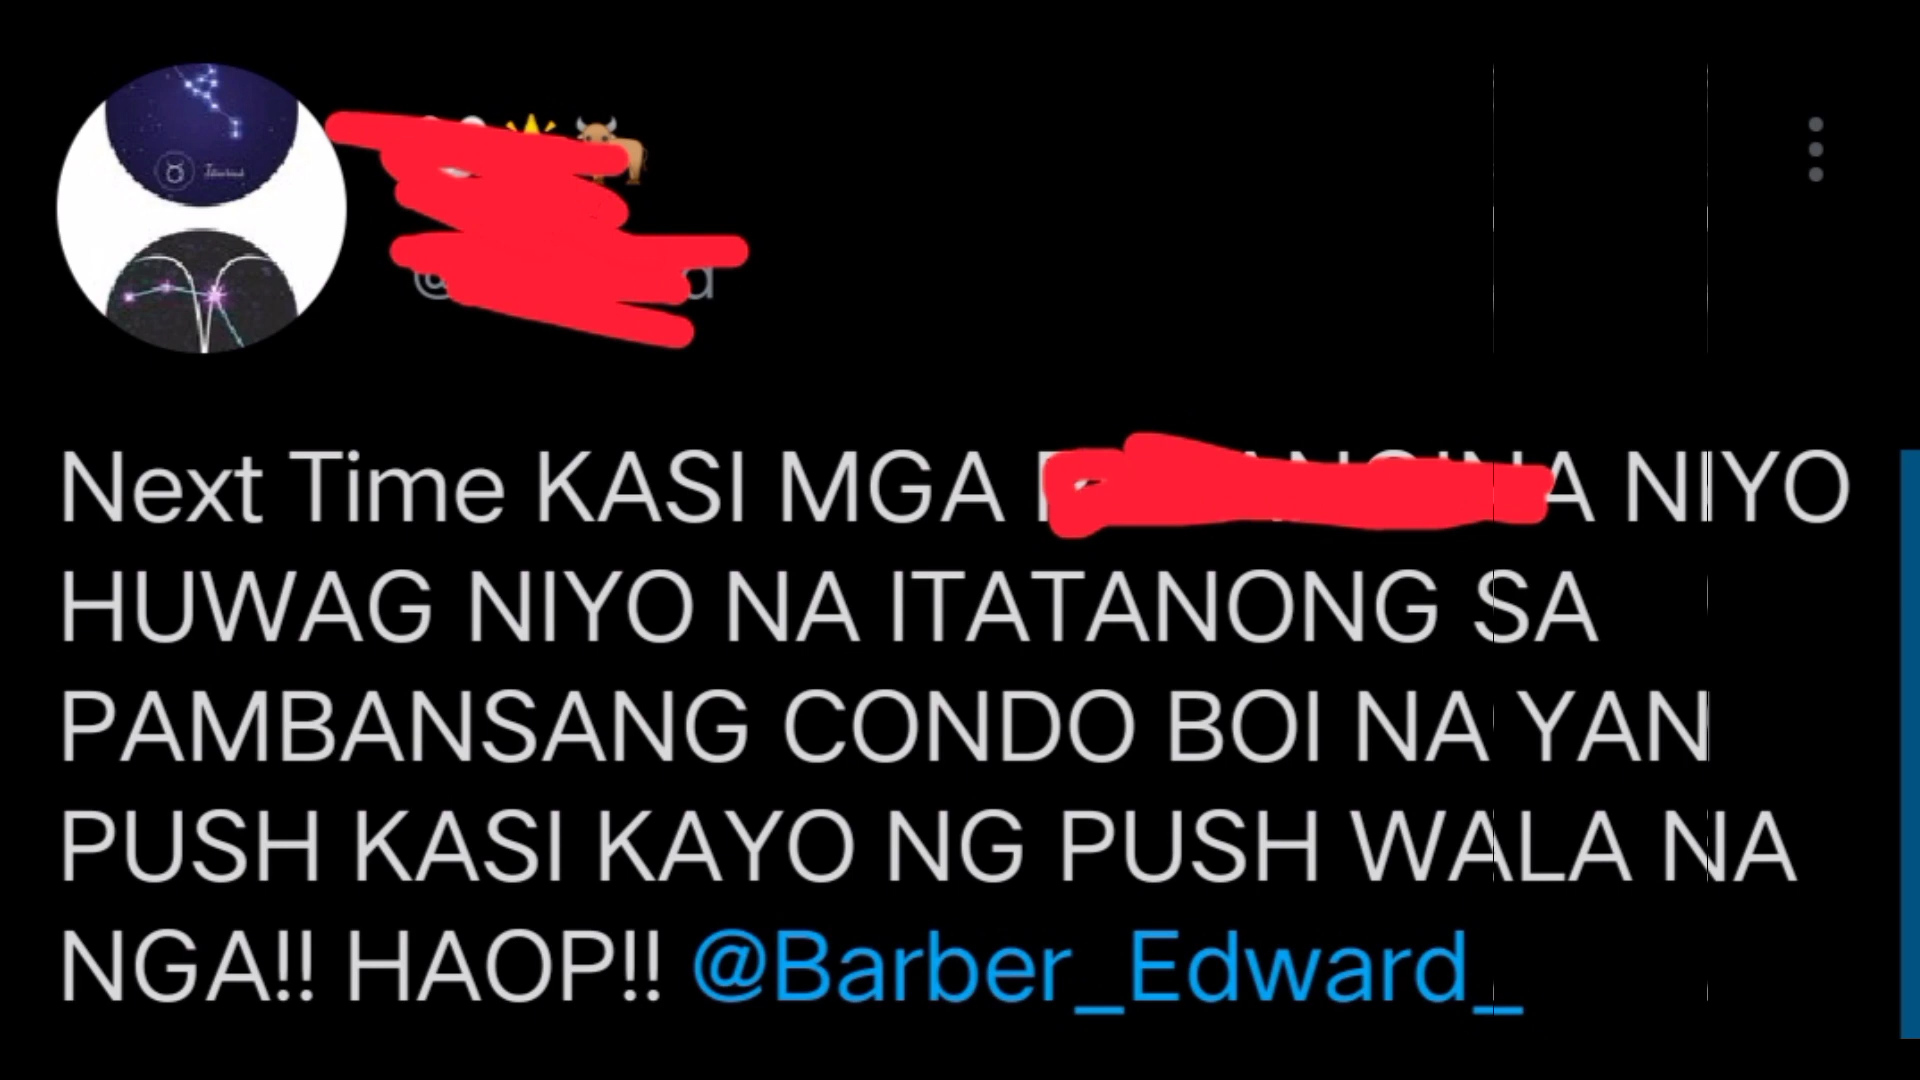 Next Time KASI MGA NIYO
HUWAG NIYO NA ITATANONG SA
PAMBANSANG CONDO BOI NA YAN
PUSH KASI KAYO NG PUSH WALA NA
NGA!! HAOP!! @Barber_Edward_